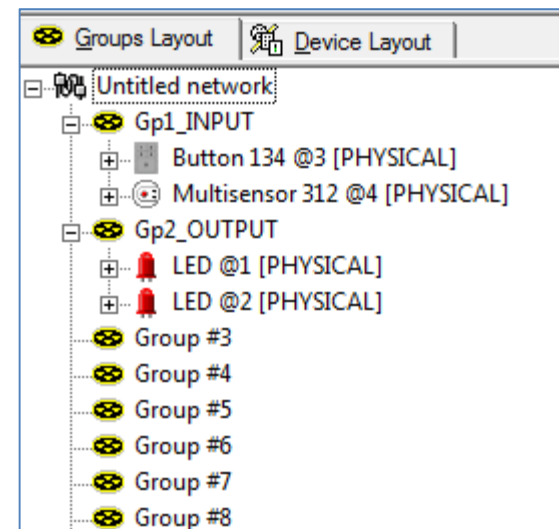 Groups Layout Device Layout
Untitled network
Gp1_INPUT
Button 134 @3 [PHYSICAL]
Multisensor 312 @4 [PHYSICAL]
Gp2_OUTPUT
LED @1 [PHYSICAL]
LED @2 [PHYSICAL]
Group #3
Group #4
Group #5
Group #6
Group #7
Group #8